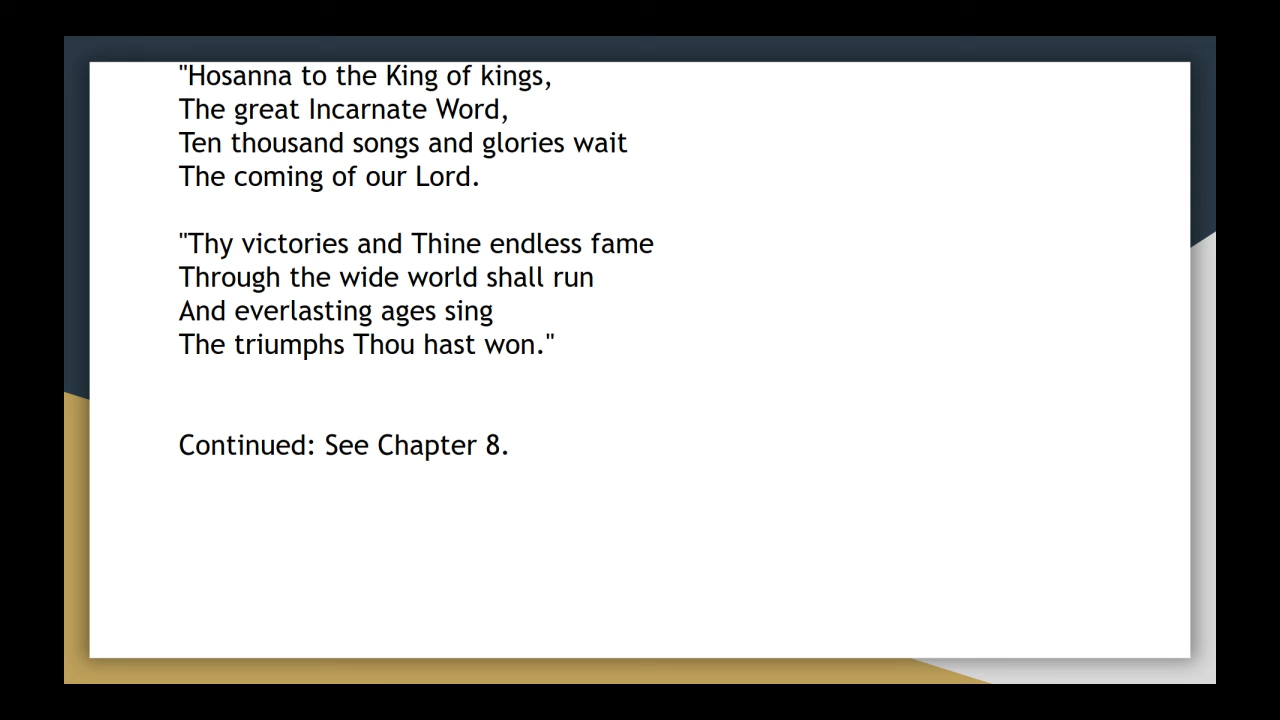 "Hosanna to the King of kings,
The great Incarnate Word,
Ten thousand songs and glories wait
The coming of our Lord.
"Thy victories and Thine endless fame
Through the wide world shall run
And everlasting ages sing
The triumphs Thou hast won."
Continued: See Chapter 8.